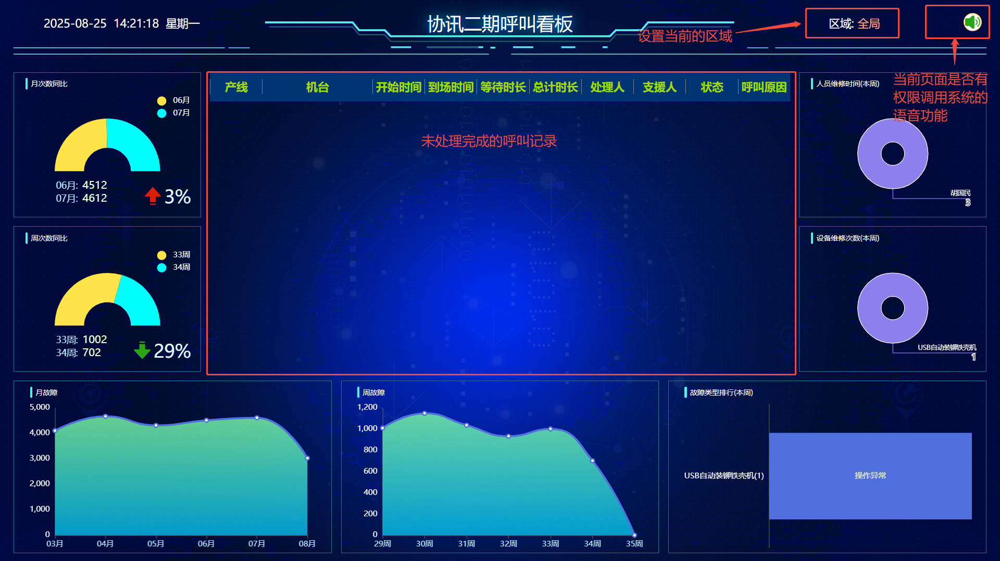 2025-08-25 14:21:18 星期一
协讯二期呼叫看板
设置当前的区域
区域: 全局
当前页面是否有
权限调用系统的
语音功能
月次数同比
06月
07月
06月: 4512
07月: 4612
3%
产线 机台 开始时间 到场时间 等待时长 总计时长 处理人 支援人 状态 呼叫原因
未处理完成的呼叫记录
人员维修时间(本周)
胡国民
3
周次数同比
33周
34周
33周: 1002
34周: 702
29%
设备维修次数(本周)
USB自动装铆铁壳机
1
月故障
5,000
4,000
3,000
2,000
1,000
0
03月 04月 05月 06月 07月 08月
周故障
1,200
1,000
800
600
400
200
0
29周 30周 31周 32周 33周 34周 35周
故障类型排行(本周)
USB自动装铆铁壳机(1)
操作异常